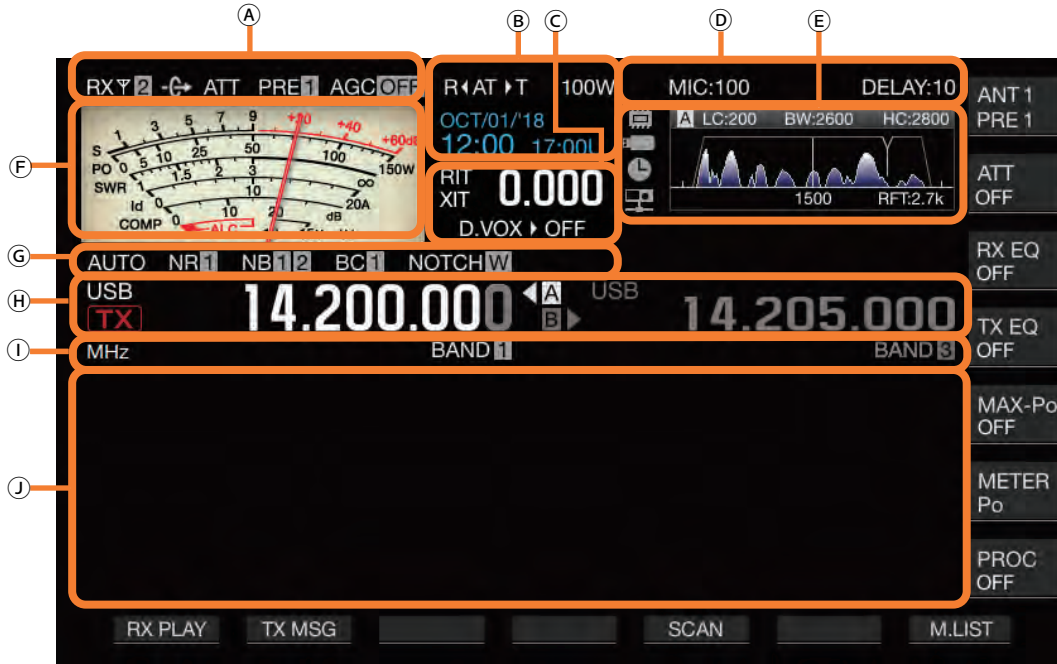 A
B
C
D
E
RX 2 ATT PRE 1 AGC OFF
R AT T 100W
MIC:100 DELAY:10
ANT 1
PRE 1
OCT/01/'18
12:00 17:00U
A LC:200 BW:2600 HC:2800
1500 RFT:2.7k
F
S 1 3 5 7 9 +20 +40 +60dB
PO 0 5 10 25 50 100 150W
SWR 1 1.5 2 3 ∞
Id 0 10 20A
COMP 0 10 20 dB
ALC
RIT
XIT
0.000
D.VOX OFF
ATT
OFF
G
AUTO NR 1 NB 1 2 BC 1 NOTCH W
RX EQ
OFF
H
USB 14.200.000 A USB 14.205.000
TX B
TX EQ
OFF
I
MHz BAND 1 BAND 3
MAX-Po
OFF
J
METER
Po
PROC
OFF
RX PLAY TX MSG SCAN M.LIST